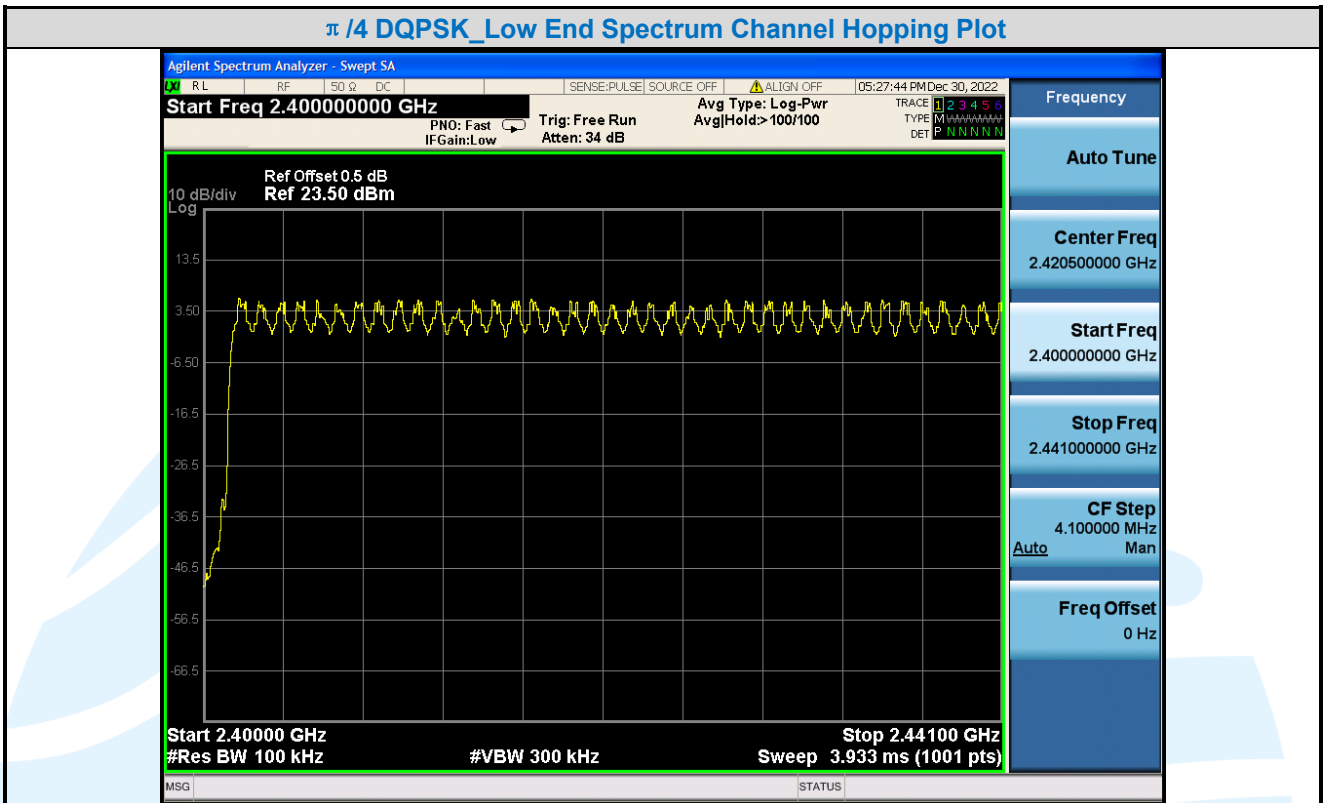 π /4 DQPSK_Low End Spectrum Channel Hopping Plot
Agilent Spectrum Analyzer - Swept SA
LXI RL RF 50 Ω DC SENSE:PULSE SOURCE OFF ALIGN OFF 05:27:44 PM Dec 30, 2022
Start Freq 2.400000000 GHz
PNO: Fast
IFGain:Low
Trig: Free Run
Atten: 34 dB
Avg Type: Log-Pwr
Avg|Hold:>100/100
TRACE 1 2 3 4 5 6
TYPE M
DET P N N N N N
Ref Offset 0.5 dB
10 dB/div Ref 23.50 dBm
Log
13.5
3.50
-6.50
-16.5
-26.5
-36.5
-46.5
-56.5
-66.5
Start 2.40000 GHz Stop 2.44100 GHz
#Res BW 100 kHz #VBW 300 kHz Sweep 3.933 ms (1001 pts)
MSG STATUS
Frequency
Auto Tune
Center Freq
2.420500000 GHz
Start Freq
2.400000000 GHz
Stop Freq
2.441000000 GHz
CF Step
4.100000 MHz
Auto Man
Freq Offset
0 Hz